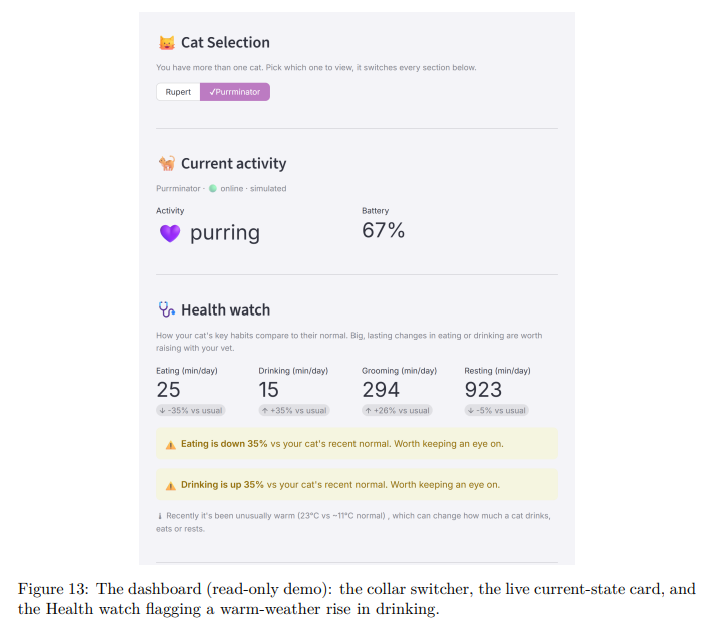 Cat Selection
You have more than one cat. Pick which one to view, it switches every section below.
Rupert ✓Purrminator
Current activity
Purrminator · online · simulated
Activity Battery
purring 67%
Health watch
How your cat's key habits compare to their normal. Big, lasting changes in eating or drinking are worth
raising with your vet.
Eating (min/day) Drinking (min/day) Grooming (min/day) Resting (min/day)
25 15 294 923
↓ -35% vs usual ↑ +35% vs usual ↑ +26% vs usual ↓ -5% vs usual
Eating is down 35% vs your cat's recent normal. Worth keeping an eye on.
Drinking is up 35% vs your cat's recent normal. Worth keeping an eye on.
Recently it's been unusually warm (23°C vs ~11°C normal) , which can change how much a cat drinks,
eats or rests.
Figure 13: The dashboard (read-only demo): the collar switcher, the live current-state card, and
the Health watch flagging a warm-weather rise in drinking.